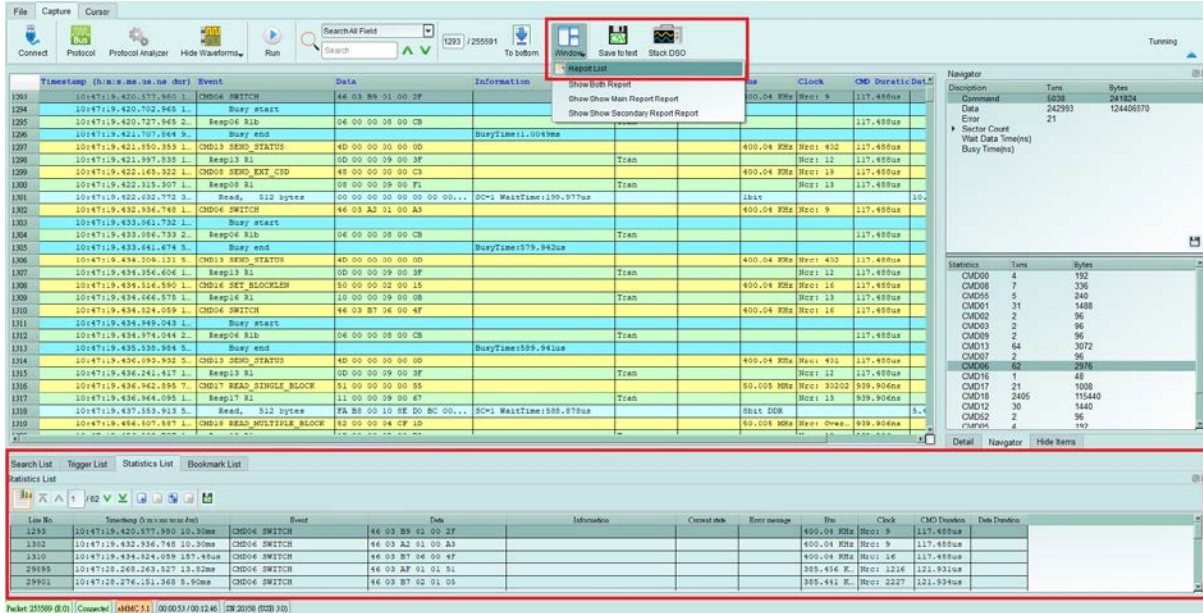 File Capture Cursor
Connect Protocol Protocol Analyzer Hide Waveforms Run Search All Field Search 1293 / 255591 To bottom Window Save to text Stack DSO Tunning
Report List
Show Both Report
Show Show Main Report Report
Show Show Secondary Report Report
Timestamp (h:m:s.ms.us.ns dur) Event Data Information Clock CMD Duratic Dat
1293 10:47:19.420.577.980 1... CMD06 SWITCH 46 03 B9 01 00 2F 400.04 KHz Nrc: 9 117.488us
1294 10:47:19.420.702.965 1... Busy start
1295 10:47:19.420.727.965 2... Resp06 R1b 06 00 00 08 00 CB Tran 117.488us
1296 10:47:19.421.707.864 9... Busy end BusyTime:1.0049ms
1297 10:47:19.421.850.353 1... CMD13 SEND_STATUS 4D 00 00 00 00 0D 400.04 KHz Nrc: 402 117.488us
1298 10:47:19.421.997.838 1... Resp13 R1 0D 00 00 09 00 3F Tran Ncr: 12 117.488us
1299 10:47:19.422.165.322 1... CMD08 SEND_EXT_CSD 48 00 00 00 00 C3 400.04 KHz Nrc: 19 117.488us
1300 10:47:19.422.315.307 1... Resp08 R1 08 00 00 09 00 F1 Tran Ncr: 13 117.488us
1301 10:47:19.422.632.772 3... Read, 512 bytes 00 00 00 00 00 00 00 00... SC=1 WaitTime:199.977us 1bit 10.
1302 10:47:19.432.936.748 1... CMD06 SWITCH 46 03 A2 01 00 A3 400.04 KHz Nrc: 9 117.488us
1303 10:47:19.433.061.732 1... Busy start
1304 10:47:19.433.086.733 2... Resp06 R1b 06 00 00 08 00 CB Tran 117.488us
1305 10:47:19.433.641.674 5... Busy end BusyTime:579.942us
1306 10:47:19.434.209.121 5... CMD13 SEND_STATUS 4D 00 00 00 00 0D 400.04 KHz Nrc: 402 117.488us
1307 10:47:19.434.356.606 1... Resp13 R1 0D 00 00 09 00 3F Tran Ncr: 12 117.488us
1308 10:47:19.434.516.590 1... CMD16 SET_BLOCKLEN 50 00 00 02 00 15 400.04 KHz Nrc: 16 117.488us
1309 10:47:19.434.666.575 1... Resp16 R1 10 00 00 09 00 0B Tran Ncr: 13 117.488us
1310 10:47:19.434.824.059 1... CMD06 SWITCH 46 03 B7 06 00 4F 400.04 KHz Nrc: 16 117.488us
1311 10:47:19.434.949.043 1... Busy start
1312 10:47:19.434.974.044 2... Resp06 R1b 06 00 00 08 00 CB Tran 117.488us
1313 10:47:19.435.538.984 5... Busy end BusyTime:589.941us
1314 10:47:19.436.093.932 5... CMD13 SEND_STATUS 4D 00 00 00 00 0D 400.04 KHz Nrc: 401 117.488us
1315 10:47:19.436.241.417 1... Resp13 R1 0D 00 00 09 00 3F Tran Ncr: 12 117.488us
1316 10:47:19.436.962.895 7... CMD17 READ_SINGLE_BLOCK 51 00 00 00 00 55 50.005 MHz Nrc: 30202 939.906ns
1317 10:47:19.436.964.095 1... Resp17 R1 11 00 00 09 00 67 Tran Ncr: 13 939.906ns
1318 10:47:19.437.553.913 5... Read, 512 bytes FA B8 00 10 8E D0 BC 00... SC=1 WaitTime:588.878us 8bit DDR 5.4
1319 10:47:19.456.507.587 1... CMD18 READ_MULTIPLE_BLOCK 52 00 00 04 CF 1D 50.005 MHz Nrc: Over... 939.906ns
Navigator
Discription Txns Bytes
Command 5038 241824
Data 242993 124406570
Error 21
Sector Count
Wait Data Time(ns)
Busy Time(ns)
Statistics Txns Bytes
CMD00 4 192
CMD08 7 336
CMD55 5 240
CMD01 31 1488
CMD02 2 96
CMD03 2 96
CMD09 2 96
CMD13 64 3072
CMD07 2 96
CMD06 62 2976
CMD16 1 48
CMD17 21 1008
CMD18 2405 115440
CMD12 30 1440
CMD52 2 96
CMD05 4 192
Detail Navigator Hide Items
Search List Trigger List Statistics List Bookmark List
Statistics List
1 /62
Line No. Timestamp (h:m:s.ms.us.ns dur) Event Data Information Current state Error message Bus Clock CMD Duration Data Duration
1293 10:47:19.420.577.980 10.30ms CMD06 SWITCH 46 03 B9 01 00 2F 400.04 KHz Nrc: 9 117.488us
1302 10:47:19.432.936.748 10.30ms CMD06 SWITCH 46 03 A2 01 00 A3 400.04 KHz Nrc: 9 117.488us
1310 10:47:19.434.824.059 157.48us CMD06 SWITCH 46 03 B7 06 00 4F 400.04 KHz Nrc: 16 117.488us
29895 10:47:28.268.263.527 13.82ms CMD06 SWITCH 46 03 AF 01 01 51 385.456 K... Nrc: 1216 121.931us
29901 10:47:28.276.151.368 5.90ms CMD06 SWITCH 46 03 B7 02 01 05 385.441 K... Nrc: 2227 121.934us
Packet: 255589 (E:0) Connected eMMC 5.1 00:00:53 / 00:12:46 SN:20350 (USB 3.0)